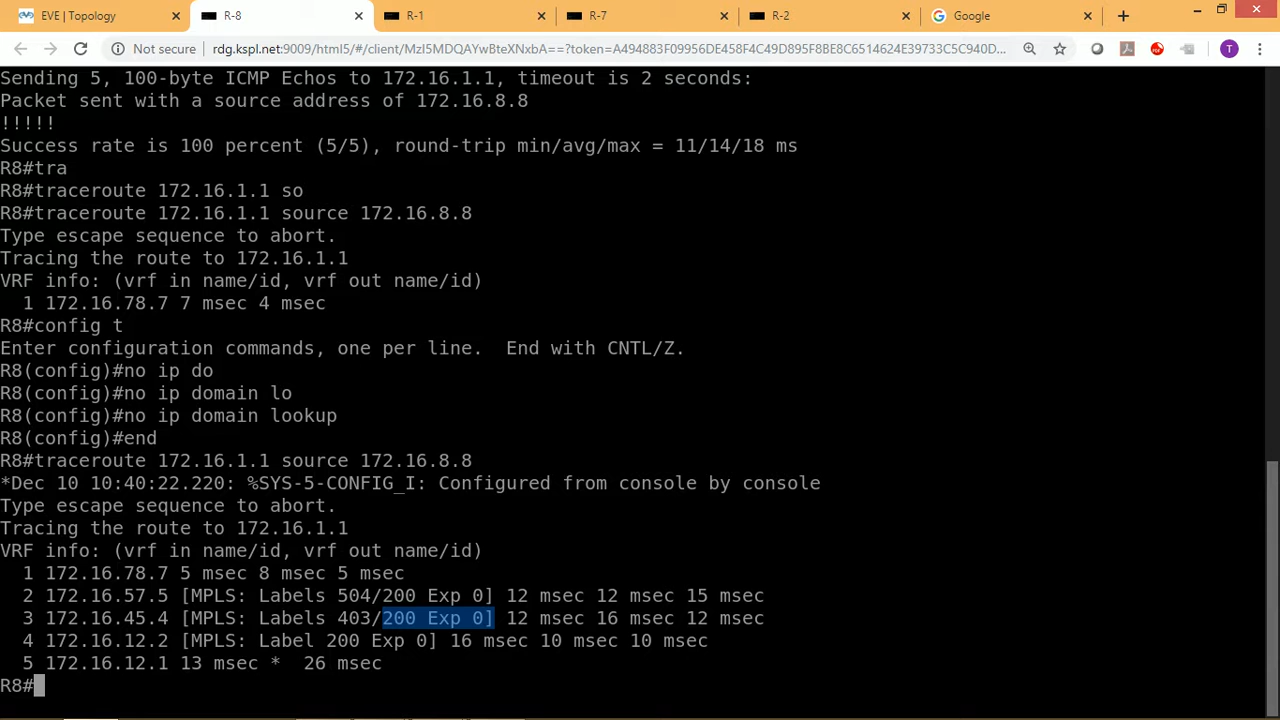 EVE | Topology
R-8
R-1
R-7
R-2
Google
Not secure
rdg.kspl.net:9009/html5/#/client/MzI5MDQAYwBteXNxbA==?token=A494883F09956DE458F4C49D895F8BE8C6514624E39733C5C940D...
T
Sending 5, 100-byte ICMP Echos to 172.16.1.1, timeout is 2 seconds:
Packet sent with a source address of 172.16.8.8
!!!!!
Success rate is 100 percent (5/5), round-trip min/avg/max = 11/14/18 ms
R8#tra
R8#traceroute 172.16.1.1 so
R8#traceroute 172.16.1.1 source 172.16.8.8
Type escape sequence to abort.
Tracing the route to 172.16.1.1
VRF info: (vrf in name/id, vrf out name/id)
1 172.16.78.7 7 msec 4 msec
R8#config t
Enter configuration commands, one per line. End with CNTL/Z.
R8(config)#no ip do
R8(config)#no ip domain lo
R8(config)#no ip domain lookup
R8(config)#end
R8#traceroute 172.16.1.1 source 172.16.8.8
*Dec 10 10:40:22.220: %SYS-5-CONFIG_I: Configured from console by console
Type escape sequence to abort.
Tracing the route to 172.16.1.1
VRF info: (vrf in name/id, vrf out name/id)
1 172.16.78.7 5 msec 8 msec 5 msec
2 172.16.57.5 [MPLS: Labels 504/200 Exp 0] 12 msec 12 msec 15 msec
3 172.16.45.4 [MPLS: Labels 403/200 Exp 0] 12 msec 16 msec 12 msec
4 172.16.12.2 [MPLS: Label 200 Exp 0] 16 msec 10 msec 10 msec
5 172.16.12.1 13 msec * 26 msec
R8#